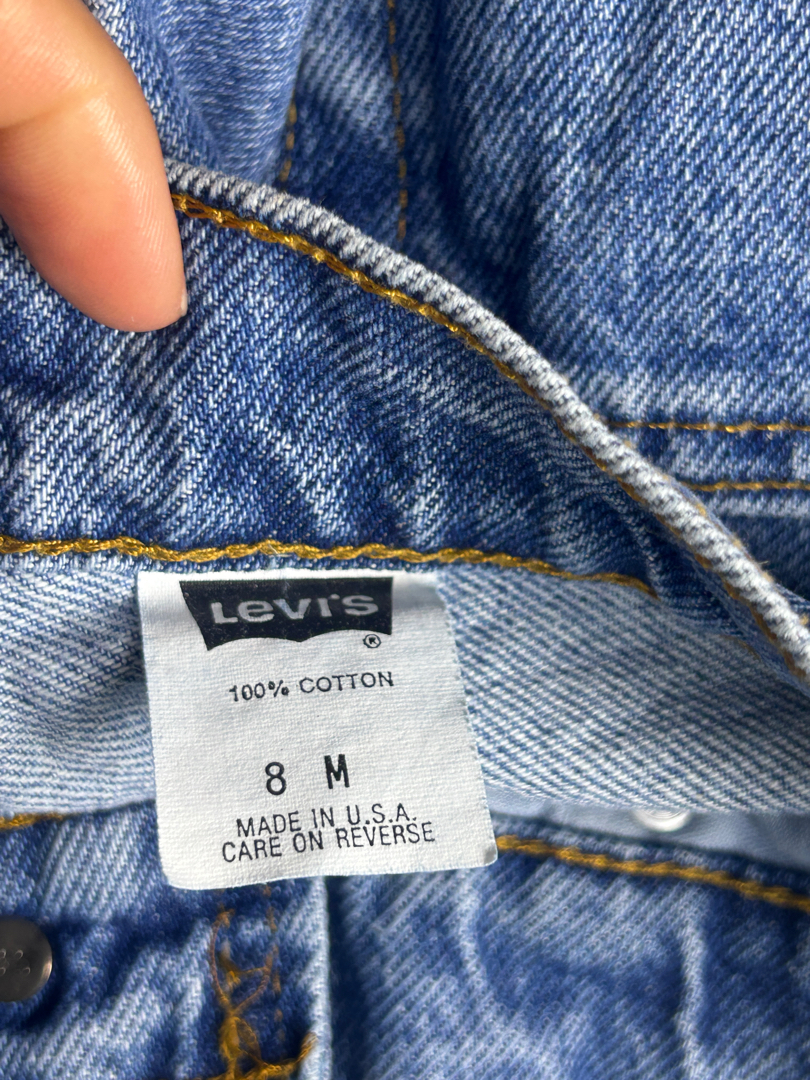 Levi's
®
100% COTTON
8 M
MADE IN U.S.A.
CARE ON REVERSE